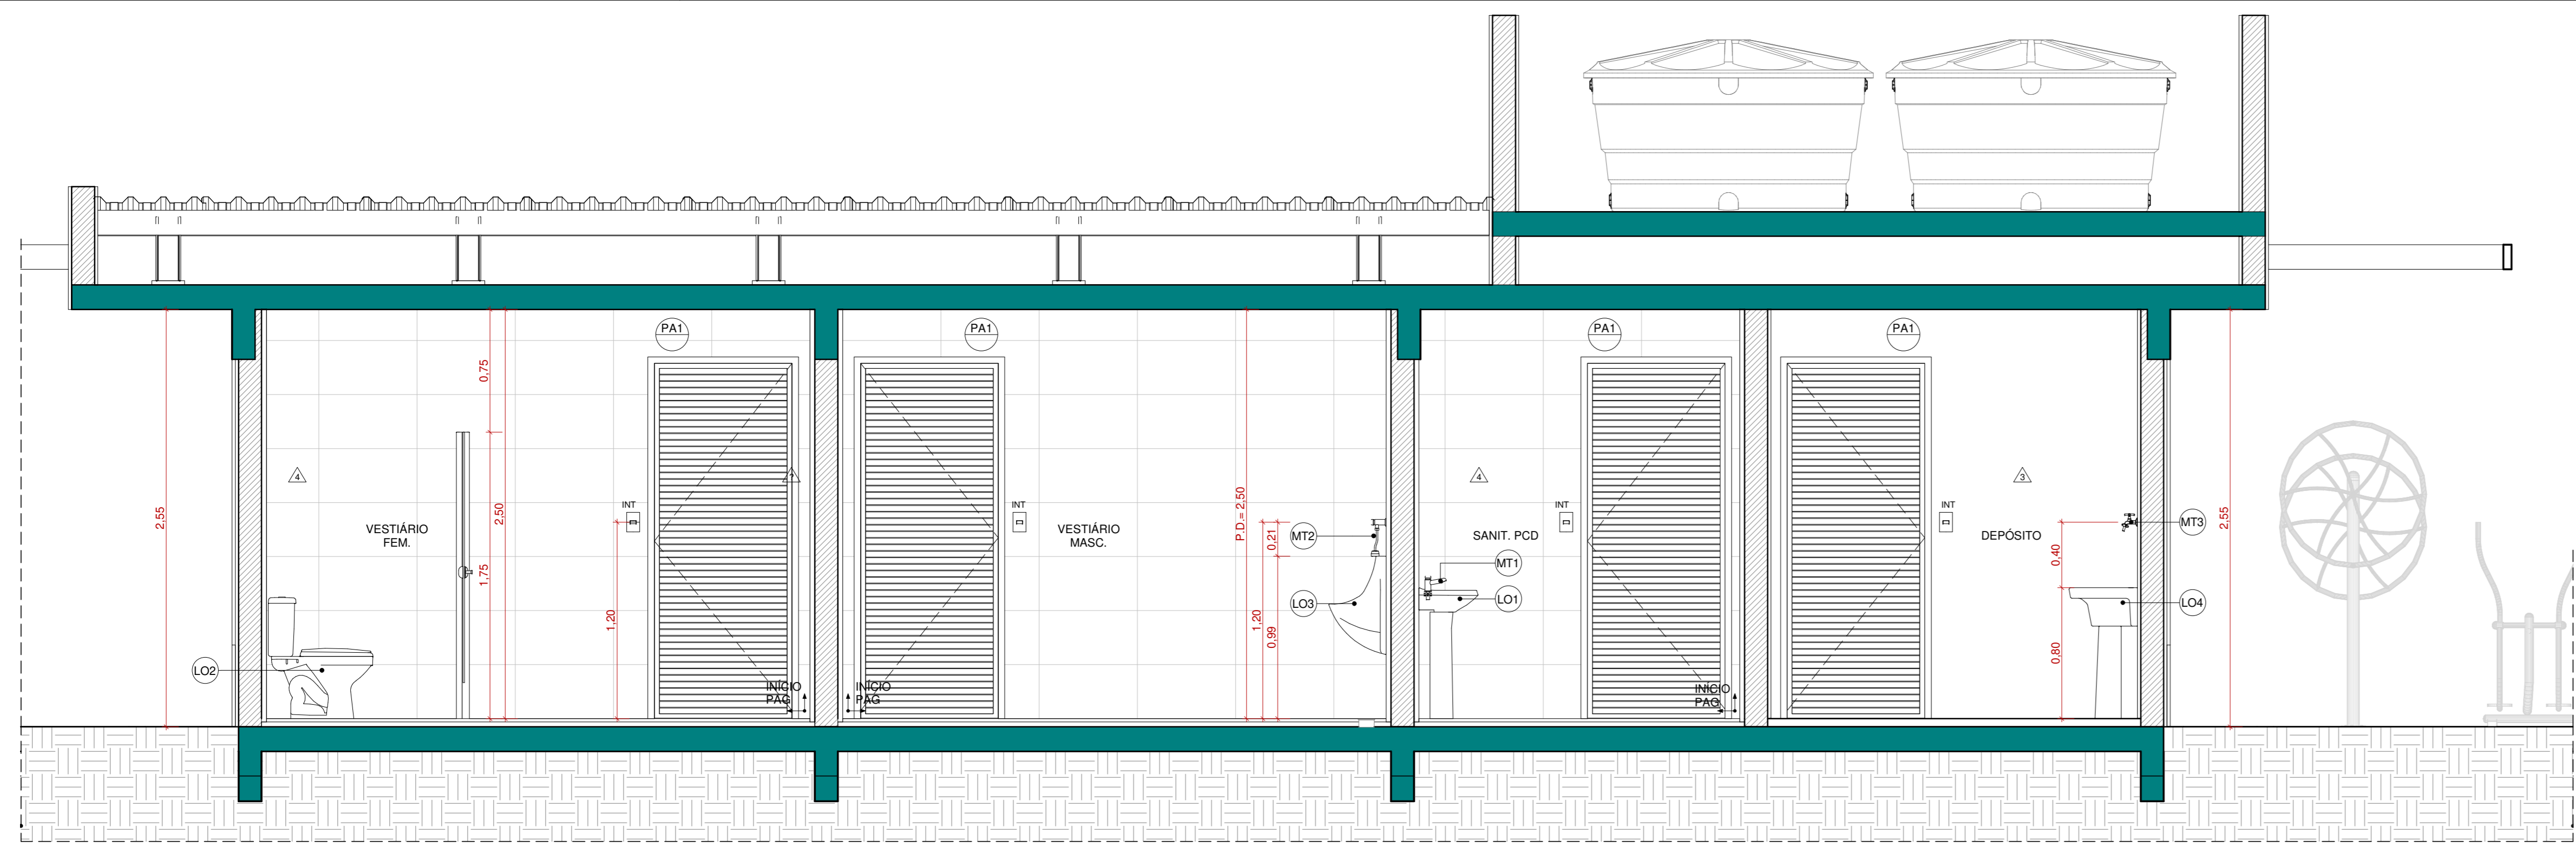 PA1
PA1
PA1
PA1
0,75
4
?
4
3
INT
INT
INT
INT
2,55
2,50
P.D.= 2,50
2,55
VESTIÁRIO
FEM.
VESTIÁRIO
MASC.
SANIT. PCD
DEPÓSITO
MT2
MT3
0,21
0,40
MT1
1,75
1,20
1,20
0,99
LO3
LO1
LO4
0,80
LO2
INÍCIO
PAG
INÍCIO
PAG
INÍCIO
PAG